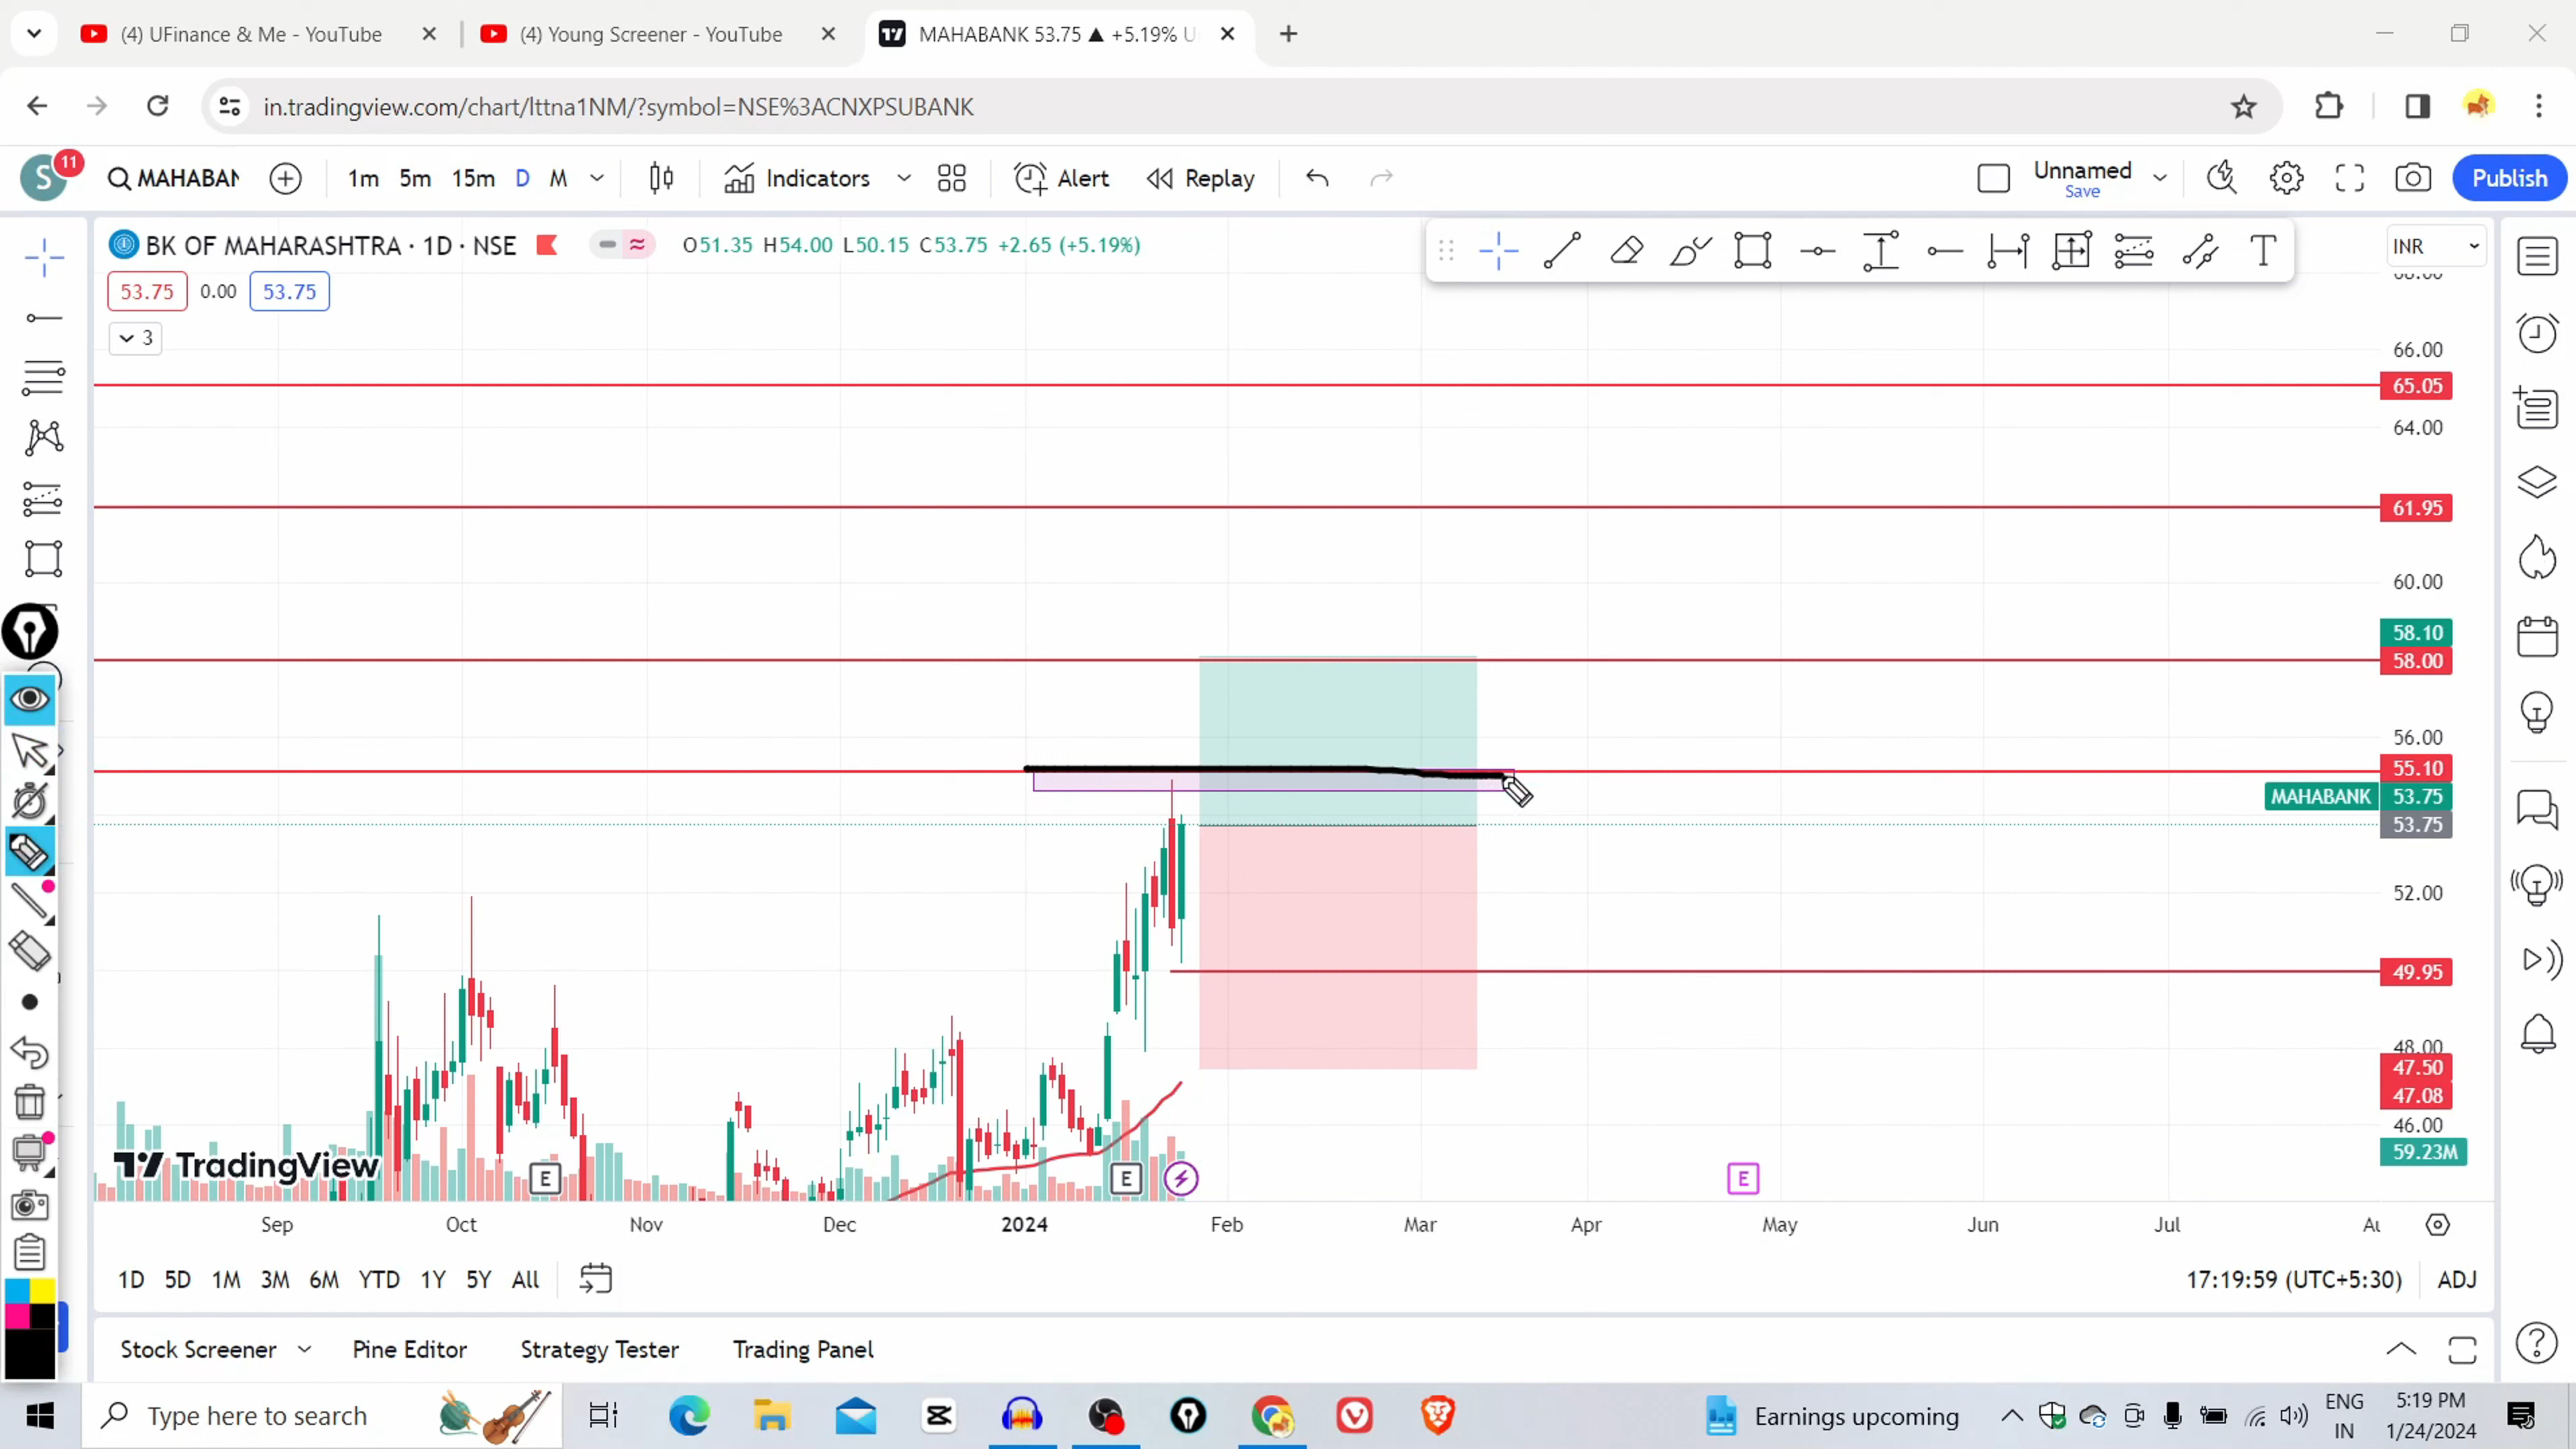 (4) UFinance & Me - YouTube
(4) Young Screener - YouTube
MAHABANK 53.75 ▲ +5.19%
in.tradingview.com/chart/lttna1NM/?symbol=NSE%3ACNXPSUBANK
S
11
MAHABAN
1m 5m 15m D M
Indicators
Alert
Replay
Unnamed
Save
Publish
BK OF MAHARASHTRA · 1D · NSE
O51.35 H54.00 L50.15 C53.75 +2.65 (+5.19%)
INR
53.75 0.00 53.75
3
66.00
65.05
64.00
61.95
60.00
58.10
58.00
56.00
55.10
MAHABANK 53.75
53.75
52.00
49.95
48.00
47.50
47.08
46.00
59.23M
TradingView
E
E
E
Sep Oct Nov Dec 2024 Feb Mar Apr May Jun Jul
1D 5D 1M 3M 6M YTD 1Y 5Y All
17:19:59 (UTC+5:30) ADJ
Stock Screener
Pine Editor
Strategy Tester
Trading Panel
Type here to search
Earnings upcoming
ENG
IN
5:19 PM
1/24/2024